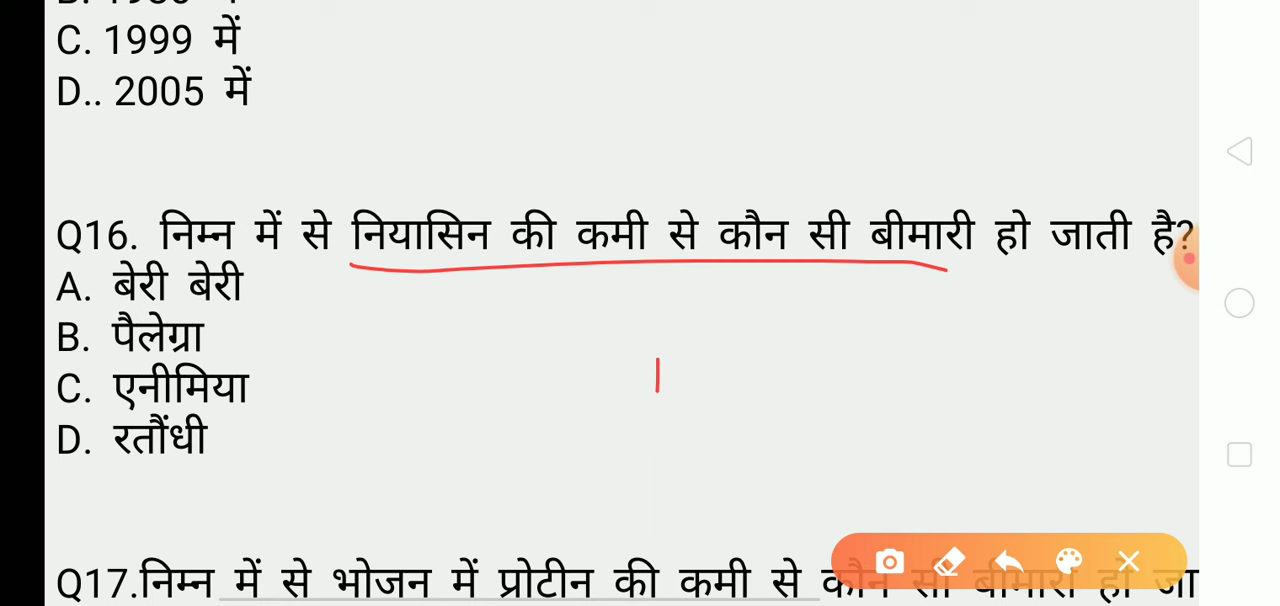 C. 1999 में
D.. 2005 में
Q16. निम्न में से नियासिन की कमी से कौन सी बीमारी हो जाती है?
A. बेरी बेरी
B. पैलेग्रा
C. एनीमिया
D. रतौंधी
Q17.निम्न में से भोजन में प्रोटीन की कमी से कौन सी बीमारी हो जा